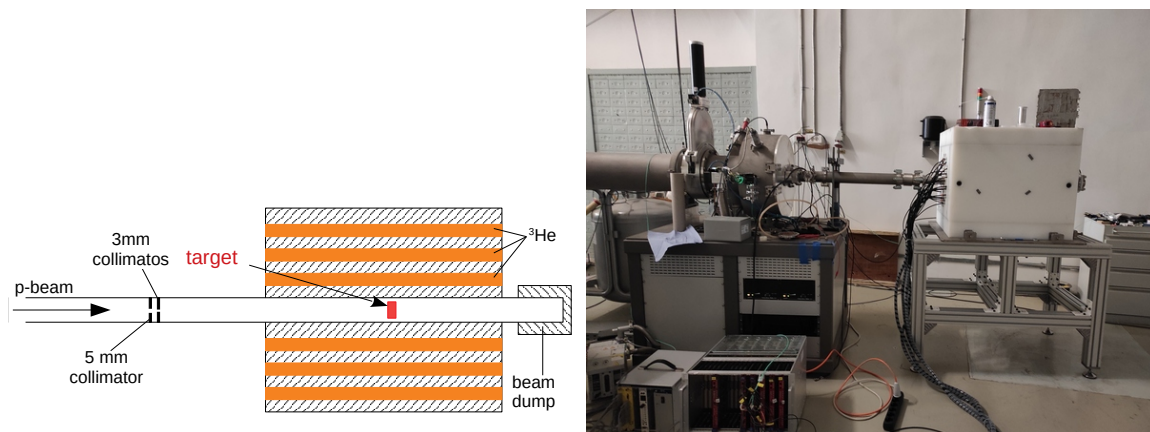 3mm
collimatos
target
³He
p-beam
5 mm
collimator
beam
dump